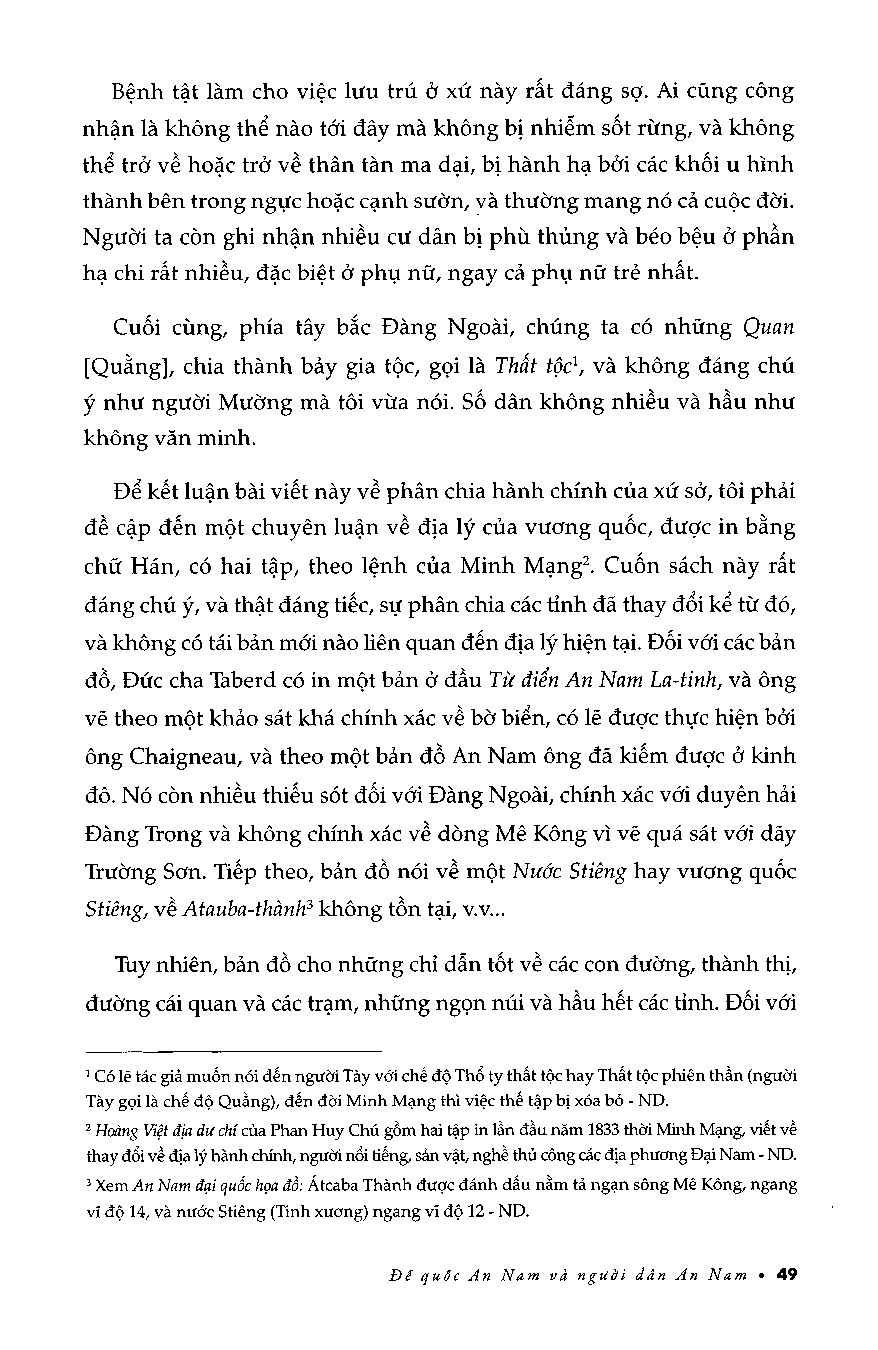 Bệnh tật làm cho việc lưu trú ở xứ này rất đáng sợ. Ai cũng công
nhận là không thể nào tới đây mà không bị nhiễm sốt rừng, và không
thể trở về hoặc trở về thân tàn ma dại, bị hành hạ bởi các khối u hình
thành bên trong ngực hoặc cạnh sườn, và thường mang nó cả cuộc đời.
Người ta còn ghi nhận nhiều cư dân bị phù thủng và béo bệu ở phần
hạ chi rất nhiều, đặc biệt ở phụ nữ, ngay cả phụ nữ trẻ nhất.
Cuối cùng, phía tây bắc Đàng Ngoài, chúng ta có những Quan
[Quằng], chia thành bảy gia tộc, gọi là Thất tộc¹, và không đáng chú
ý như người Mường mà tôi vừa nói. Số dân không nhiều và hầu như
không văn minh.
Để kết luận bài viết này về phân chia hành chính của xứ sở, tôi phải
đề cập đến một chuyên luận về địa lý của vương quốc, được in bằng
chữ Hán, có hai tập, theo lệnh của Minh Mạng². Cuốn sách này rất
đáng chú ý, và thật đáng tiếc, sự phân chia các tỉnh đã thay đổi kể từ đó,
và không có tái bản mới nào liên quan đến địa lý hiện tại. Đối với các bản
đồ, Đức cha Taberd có in một bản ở đầu Từ điển An Nam La-tinh, và ông
vẽ theo một khảo sát khá chính xác về bờ biển, có lẽ được thực hiện bởi
ông Chaigneau, và theo một bản đồ An Nam ông đã kiếm được ở kinh
đô. Nó còn nhiều thiếu sót đối với Đàng Ngoài, chính xác với duyên hải
Đàng Trong và không chính xác về dòng Mê Kông vì vẽ quá sát với dãy
Trường Sơn. Tiếp theo, bản đồ nói về một Nước Stiêng hay vương quốc
Stiêng, về Atauba-thành³ không tồn tại, v.v...
Tuy nhiên, bản đồ cho những chỉ dẫn tốt về các con đường, thành thị,
đường cái quan và các trạm, những ngọn núi và hầu hết các tỉnh. Đối với
¹ Có lẽ tác giả muốn nói đến người Tày với chế độ Thổ ty thất tộc hay Thất tộc phiên thần (người
Tày gọi là chế độ Quằng), đến đời Minh Mạng thì việc thế tập bị xóa bỏ - ND.
² Hoàng Việt địa dư chí của Phan Huy Chú gồm hai tập in lần đầu năm 1833 thời Minh Mạng, viết về
thay đổi về địa lý hành chính, người nổi tiếng, sản vật, nghề thủ công các địa phương Đại Nam - ND.
³ Xem An Nam đại quốc họa đồ: Átcaba Thành được đánh dấu nằm tả ngạn sông Mê Kông, ngang
vĩ độ 14, và nước Stiêng (Tinh xương) ngang vĩ độ 12 - ND.
Đế quốc An Nam và người dân An Nam • 49